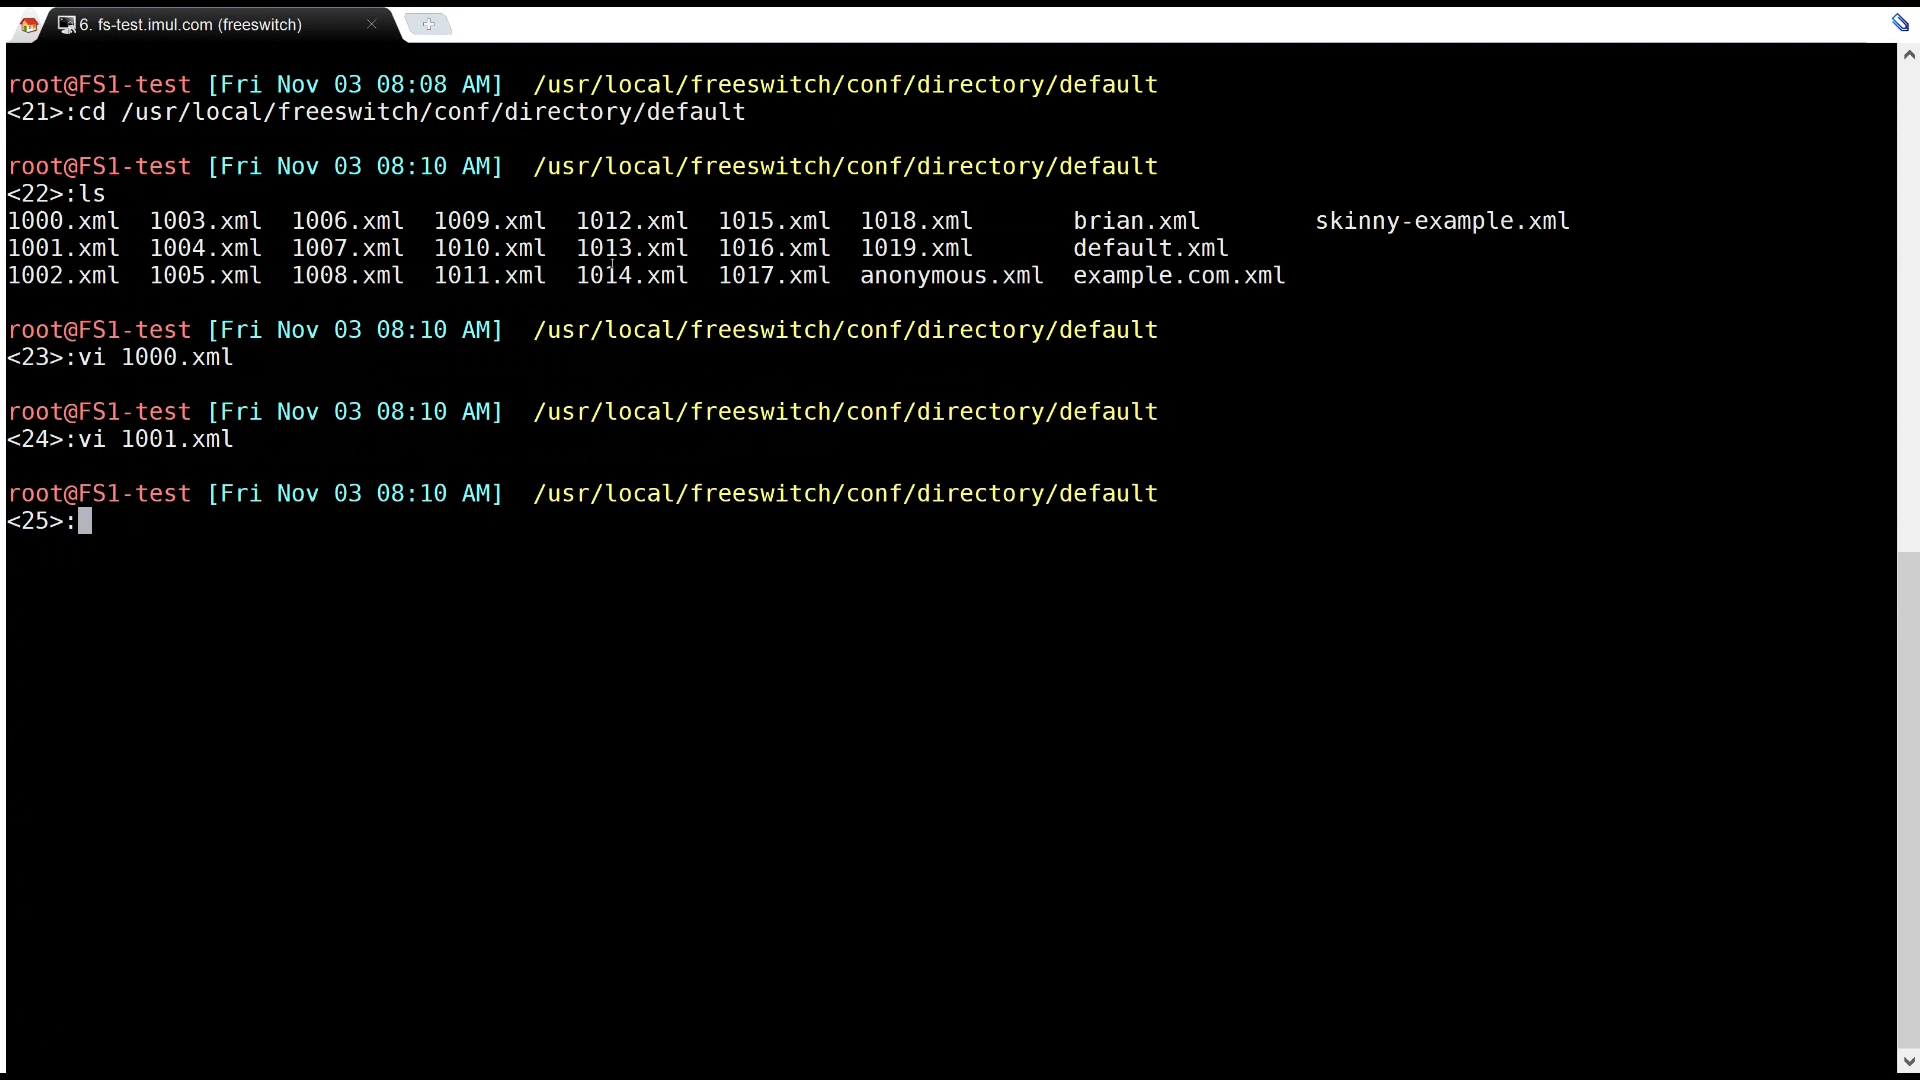 6. fs-test.imul.com (freeswitch)
root@FS1-test [Fri Nov 03 08:08 AM]  /usr/local/freeswitch/conf/directory/default
<21>:cd /usr/local/freeswitch/conf/directory/default
root@FS1-test [Fri Nov 03 08:10 AM]  /usr/local/freeswitch/conf/directory/default
<22>:ls
1000.xml  1003.xml  1006.xml  1009.xml  1012.xml  1015.xml  1018.xml       brian.xml        skinny-example.xml
1001.xml  1004.xml  1007.xml  1010.xml  1013.xml  1016.xml  1019.xml       default.xml
1002.xml  1005.xml  1008.xml  1011.xml  1014.xml  1017.xml  anonymous.xml  example.com.xml
root@FS1-test [Fri Nov 03 08:10 AM]  /usr/local/freeswitch/conf/directory/default
<23>:vi 1000.xml
root@FS1-test [Fri Nov 03 08:10 AM]  /usr/local/freeswitch/conf/directory/default
<24>:vi 1001.xml
root@FS1-test [Fri Nov 03 08:10 AM]  /usr/local/freeswitch/conf/directory/default
<25>: